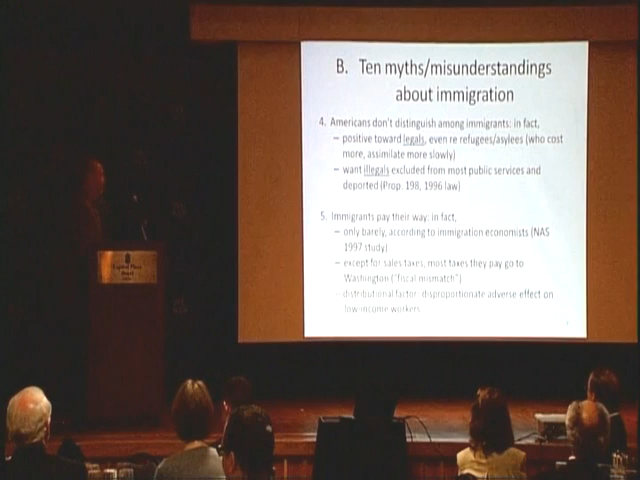 B. Ten myths/misunderstandings
about immigration
4. Americans don't distinguish among immigrants: in fact,
– positive toward legals, even re refugees/asylees (who cost
more, assimilate more slowly)
– want illegals excluded from most public services and
deported (Prop. 198, 1996 law)
5. Immigrants pay their way: in fact,
– only barely, according to immigration economists (NAS
1997 study)
– except for sales taxes, most taxes they pay go to
Washington ("fiscal mismatch")
– distributional factor: disproportionate adverse effect on
low-income workers
Hotel